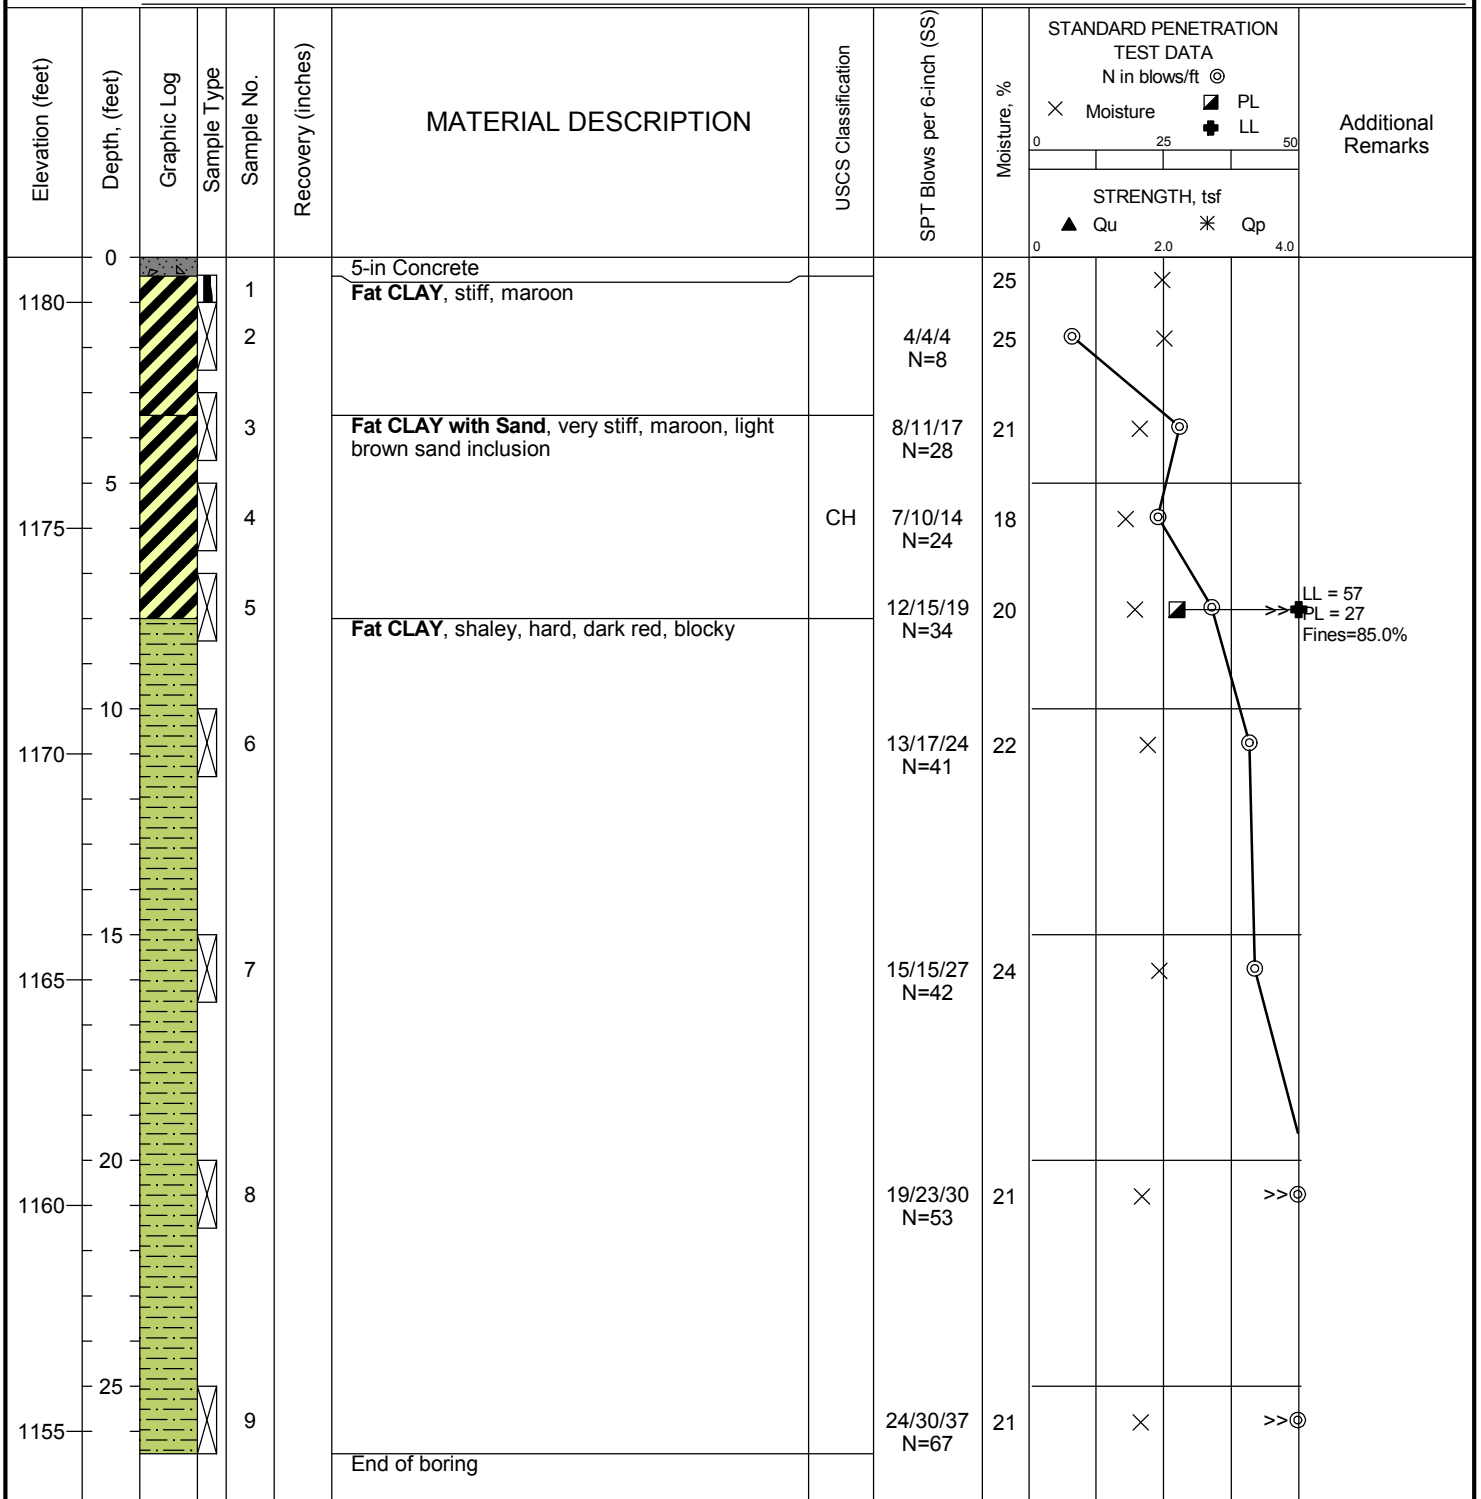 Elevation (feet)
Depth, (feet)
Graphic Log
Sample Type
Sample No.
Recovery (inches)
MATERIAL DESCRIPTION
USCS Classification
SPT Blows per 6-inch (SS)
Moisture, %
STANDARD PENETRATION
TEST DATA
N in blows/ft
Moisture
PL
LL
0 25 50
STRENGTH, tsf
Qu Qp
0 2.0 4.0
Additional
Remarks
0
5-in Concrete
1 25
1180
Fat CLAY, stiff, maroon
2 4/4/4 25
N=8
3 Fat CLAY with Sand, very stiff, maroon, light 8/11/17 21
brown sand inclusion N=28
5
1175 4 CH 7/10/14 18
N=24
LL = 57
5 12/15/19 20 >>
PL = 27
Fat CLAY, shaley, hard, dark red, blocky N=34
Fines=85.0%
10
1170 6 13/17/24 22
N=41
15
1165 7 15/15/27 24
N=42
20
1160 8 19/23/30 21 >>
N=53
25
1155 9 24/30/37 21 >>
N=67
End of boring